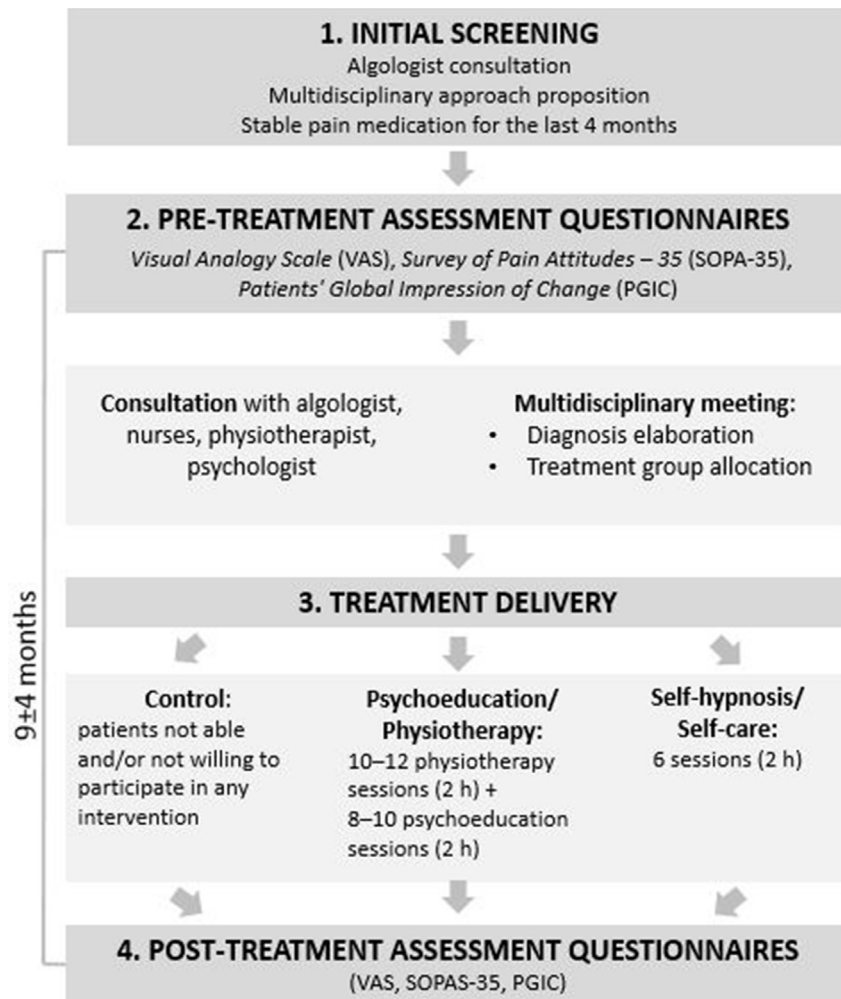 1. INITIAL SCREENING
Algologist consultation
Multidisciplinary approach proposition
Stable pain medication for the last 4 months
2. PRE-TREATMENT ASSESSMENT QUESTIONNAIRES
Visual Analogy Scale (VAS), Survey of Pain Attitudes – 35 (SOPA-35),
Patients' Global Impression of Change (PGIC)
Consultation with algologist,
nurses, physiotherapist,
psychologist
Multidisciplinary meeting:
• Diagnosis elaboration
• Treatment group allocation
3. TREATMENT DELIVERY
Control:
patients not able
and/or not willing to
participate in any
intervention
Psychoeducation/
Physiotherapy:
10–12 physiotherapy
sessions (2 h) +
8–10 psychoeducation
sessions (2 h)
Self-hypnosis/
Self-care:
6 sessions (2 h)
9±4 months
4. POST-TREATMENT ASSESSMENT QUESTIONNAIRES
(VAS, SOPAS-35, PGIC)